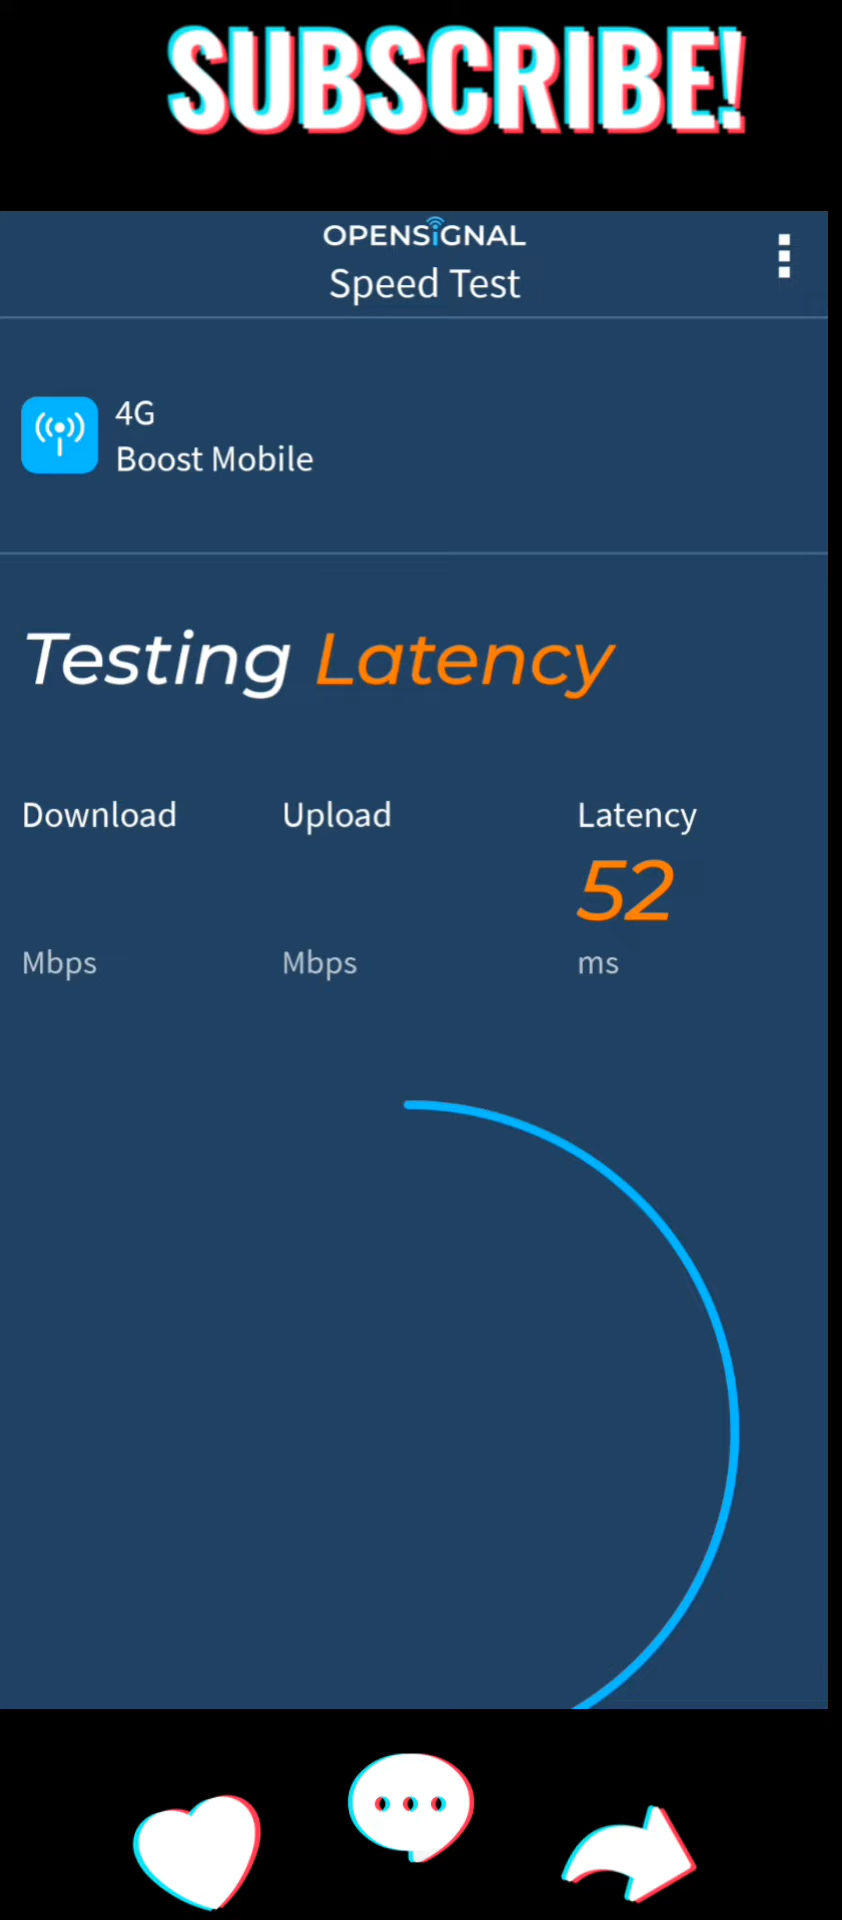 SUBSCRIBE!
OPENSiGNAL
Speed Test
4G
Boost Mobile
Testing Latency
Download Upload Latency
52
Mbps Mbps ms